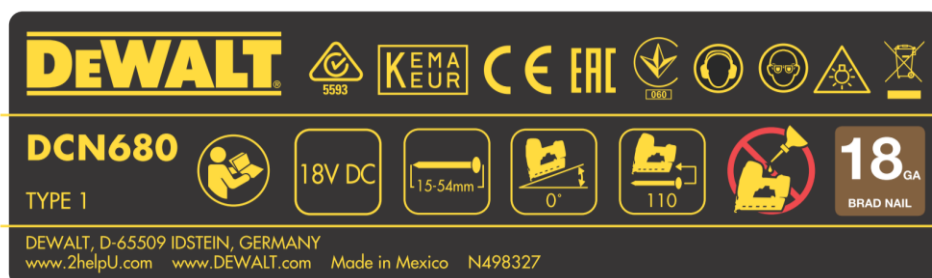 DEWALT®
5593
KEMA
KEUR
CE
EAC
060
DCN680
TYPE 1
18V DC
15-54mm
0°
110
18 GA
BRAD NAIL
DEWALT, D-65509 IDSTEIN, GERMANY
www.2helpU.com www.DEWALT.com Made in Mexico N498327